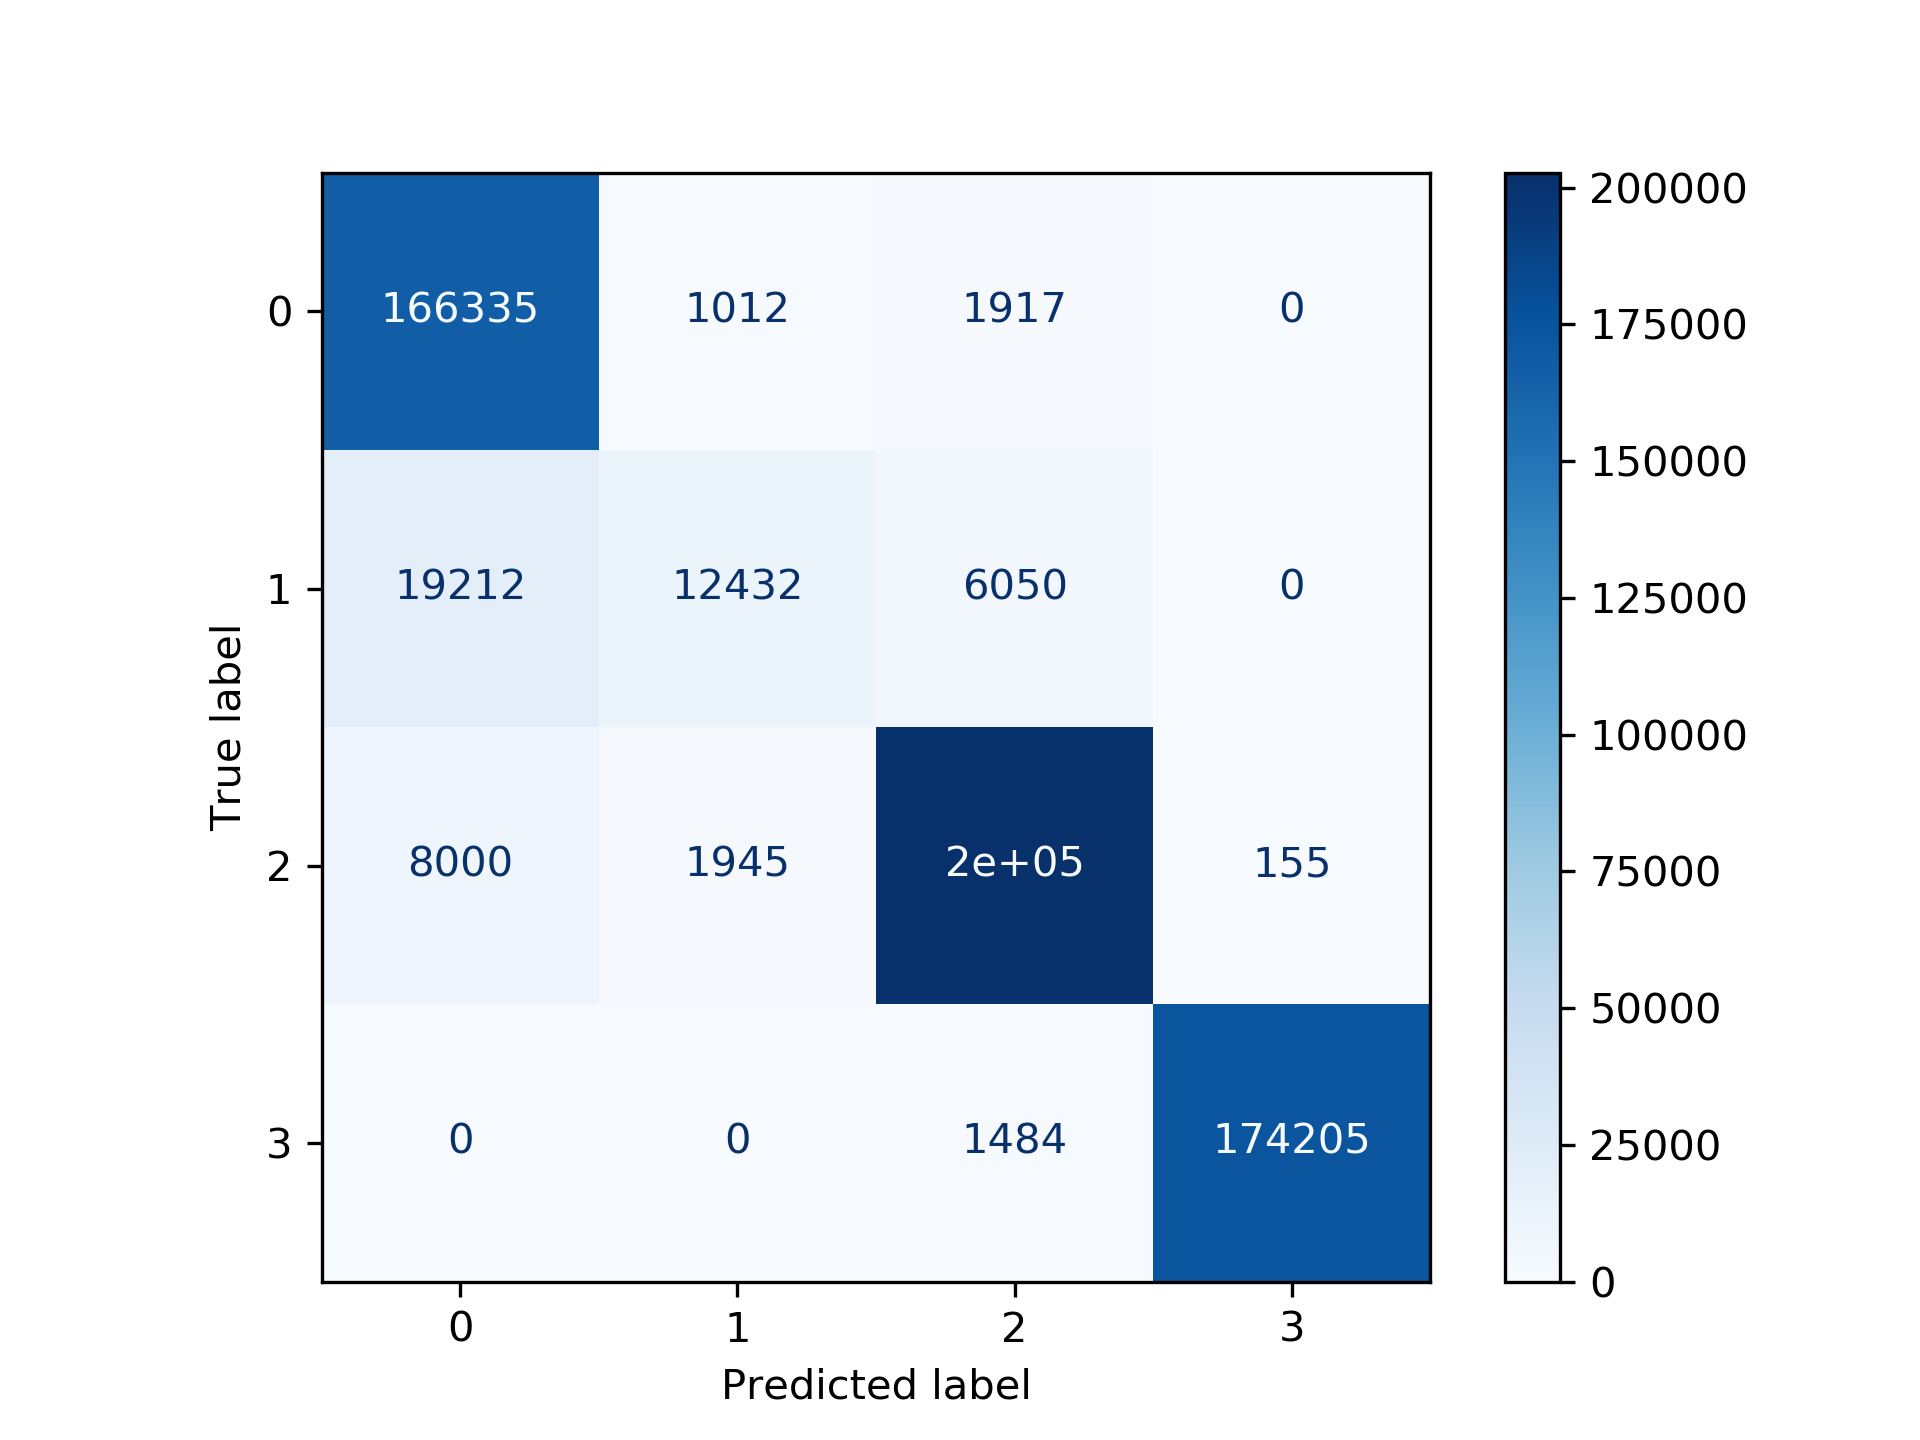 200000
175000
150000
125000
100000
75000
50000
25000
0
True label
0 166335 1012 1917 0
1 19212 12432 6050 0
2 8000 1945 2e+05 155
3 0 0 1484 174205
0 1 2 3
Predicted label